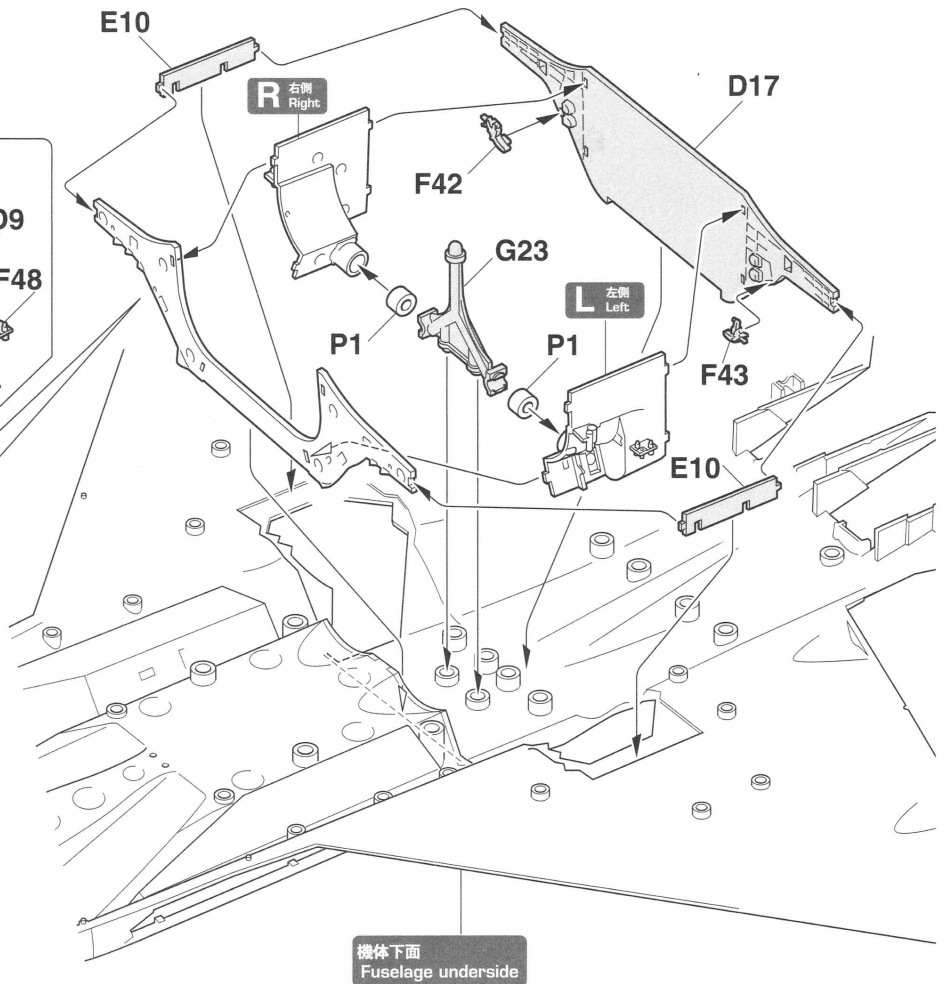 E10
R 右側
Right
D17
F42
D9
F48
G23
L 左側
Left
P1
P1
F43
E10
機体下面
Fuselage underside